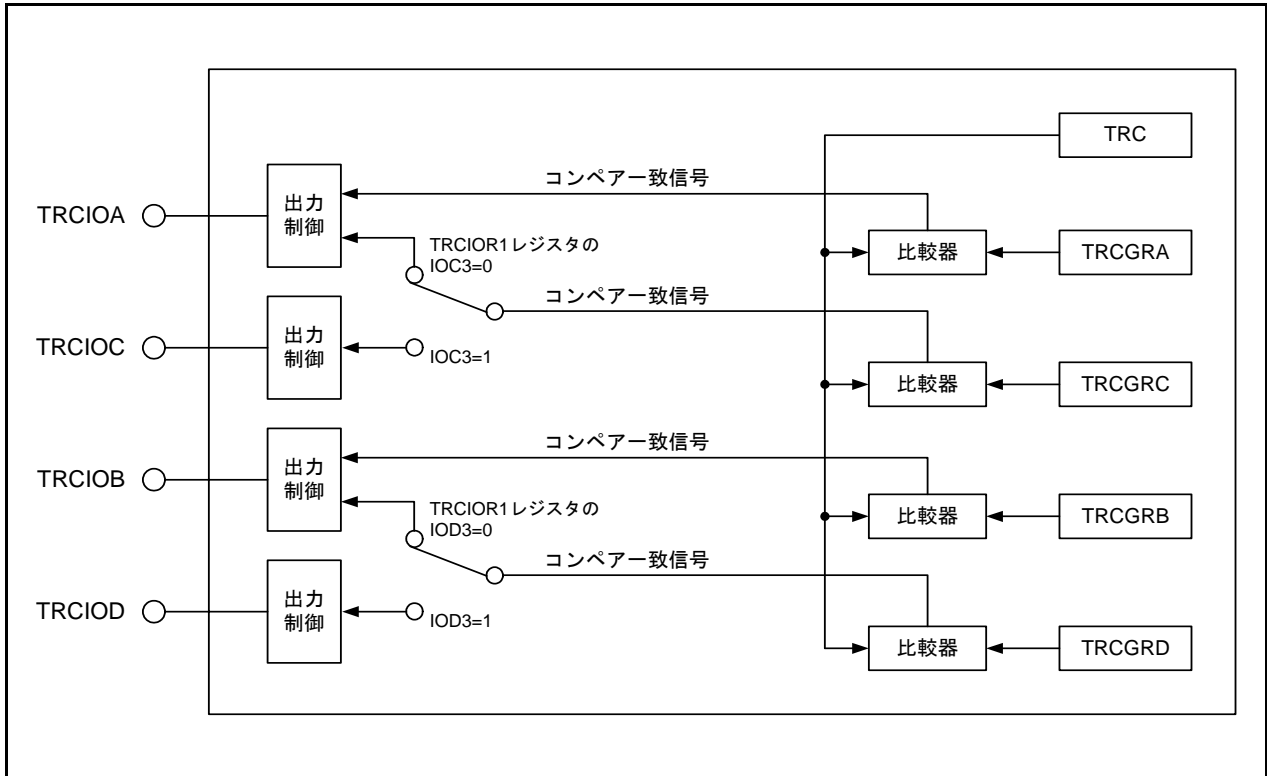 TRC
コンペアー致信号
出力
制御
TRCIOA
TRCIOR1レジスタの
IOC3=0
比較器
TRCGRA
コンペアー致信号
出力
制御
TRCIOC
IOC3=1
比較器
TRCGRC
コンペアー致信号
出力
制御
TRCIOB
TRCIOR1レジスタの
IOD3=0
比較器
TRCGRB
コンペアー致信号
出力
制御
TRCIOD
IOD3=1
比較器
TRCGRD